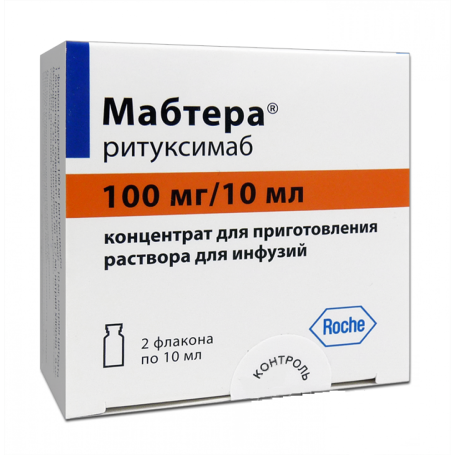 Мабтера®
ритуксимаб
100 мг/10 мл
концентрат для приготовления
раствора для инфузий
2 флакона
по 10 мл
Roche
КОНТРОЛЬ